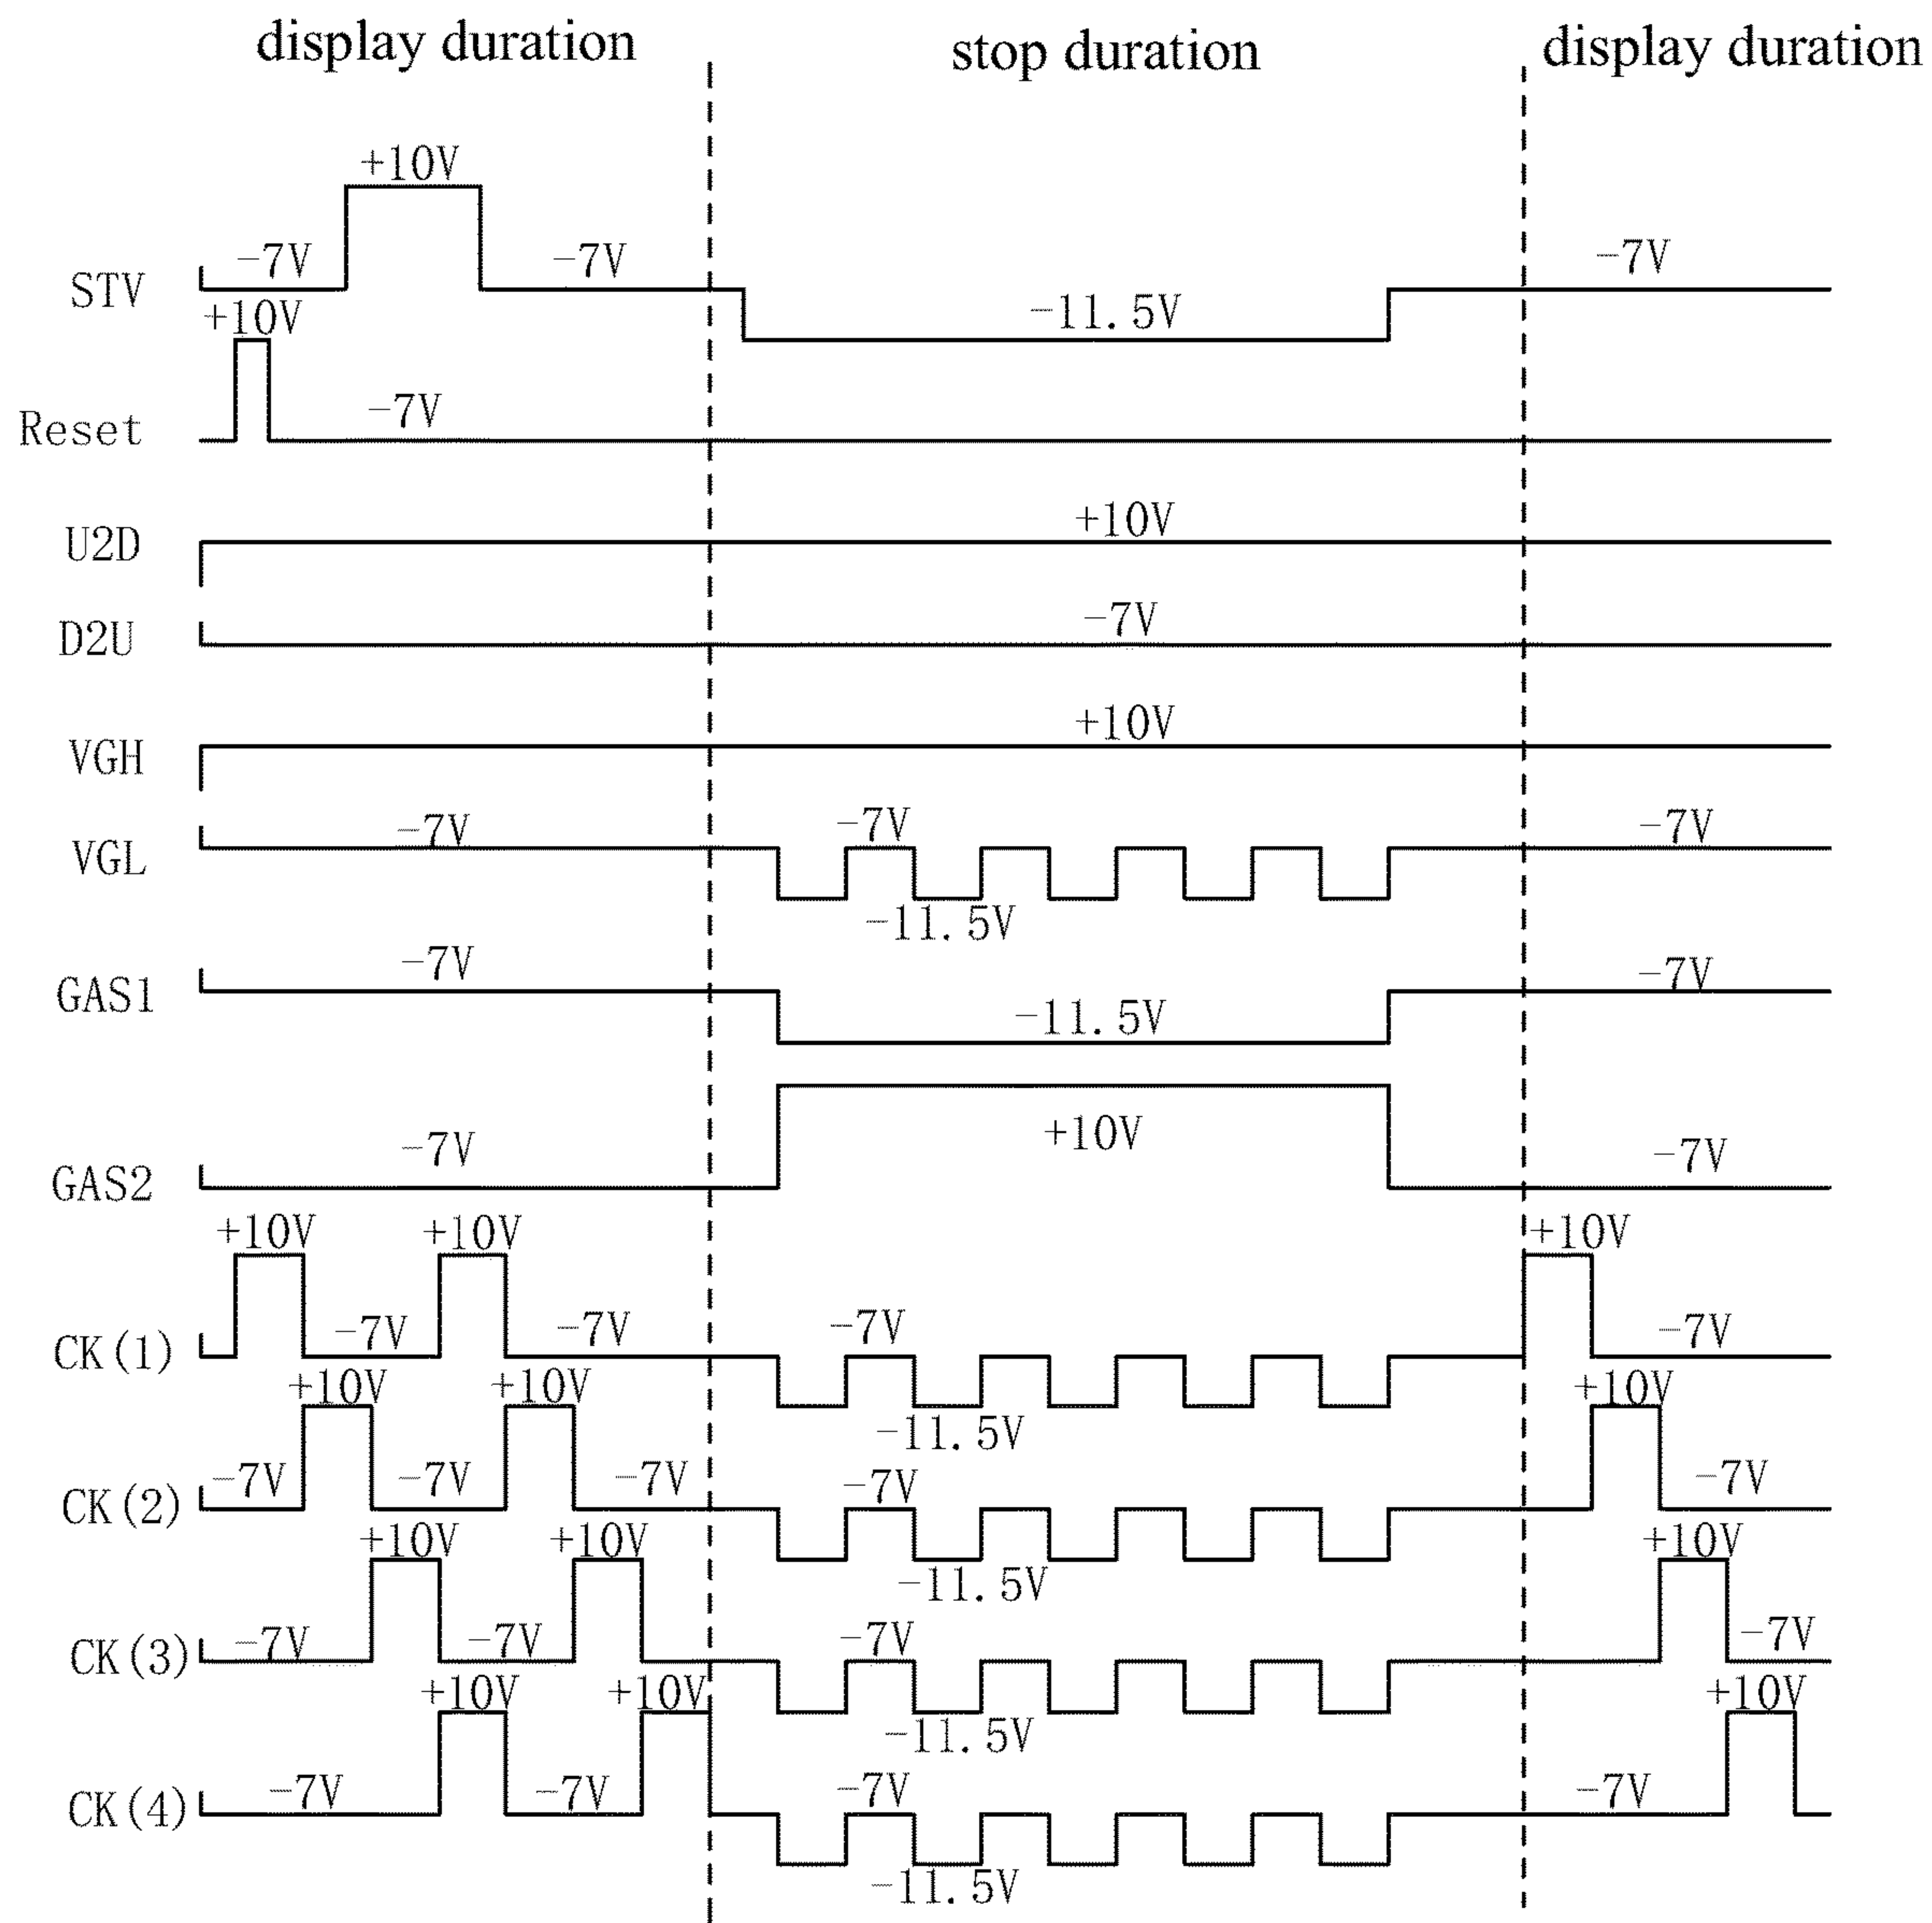 display duration stop duration display duration
+10V
-7V -7V -7V
STV
+10V -11.5V
-7V
Reset
+10V
U2D
-7V
D2U
+10V
VGH
-7V -7V -7V
VGL
-11.5V
-7V -7V
GAS1
-11.5V
+10V
-7V -7V
GAS2
+10V +10V +10V
-7V -7V -7V -7V
CK(1)
+10V +10V +10V
-11.5V
-7V -7V -7V -7V -7V
CK(2)
+10V +10V +10V
-11.5V
-7V -7V -7V -7V
CK(3)
+10V +10V +10V
-11.5V
-7V -7V -7V -7V
CK(4)
-11.5V